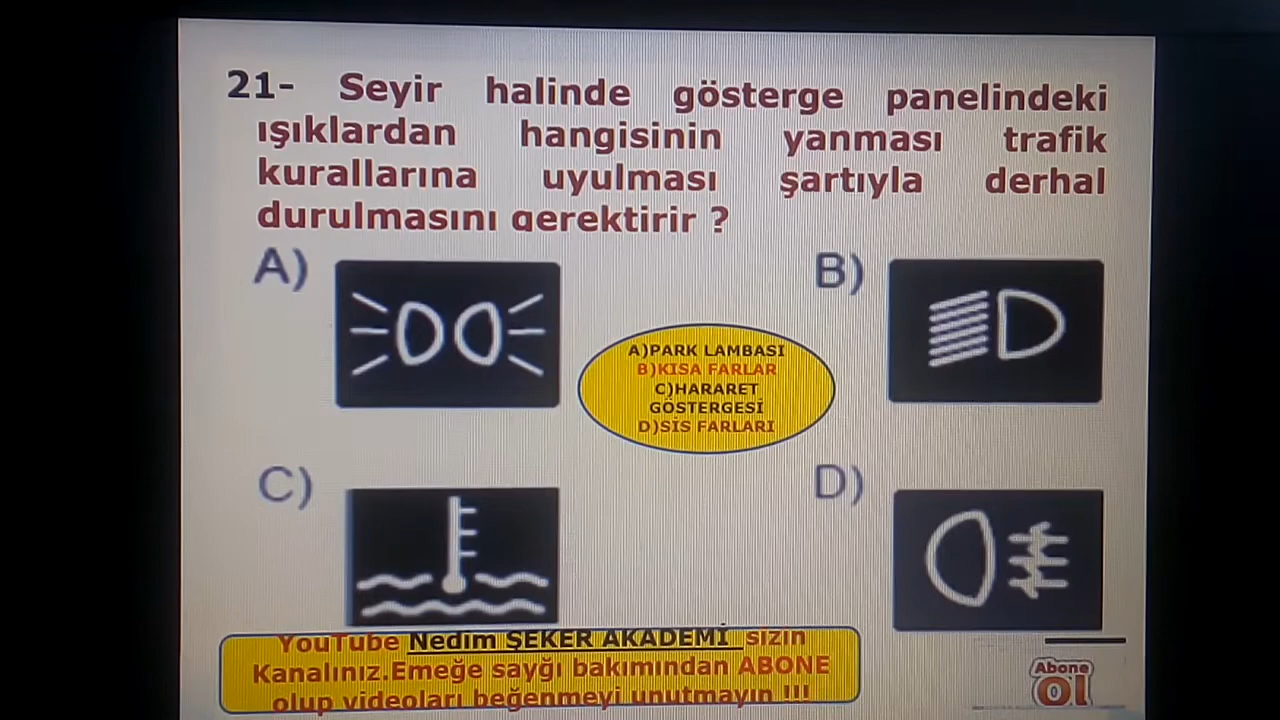 21- Seyir halinde gösterge panelindeki
ışıklardan hangisinin yanması trafik
kurallarına uyulması şartıyla derhal
durulmasını gerektirir ?
A)
B)
A)PARK LAMBASI
B)KISA FARLAR
C)HARARET
GÖSTERGESİ
D)SİS FARLARI
C)
D)
YouTube Nedim ŞEKER AKADEMİ sizin
Kanalınız.Emeğe sayğı bakımından ABONE
olup videoları beğenmeyi unutmayın !!!
Abone
Ol